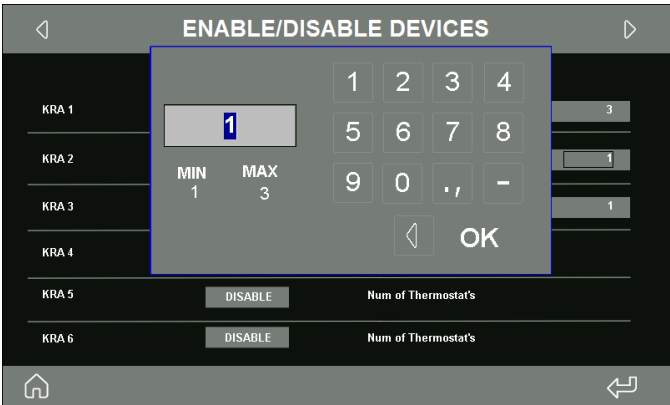 ENABLE/DISABLE DEVICES
1 2 3 4
KRA 1 3
1
5 6 7 8
KRA 2 1
MIN MAX
1 3
9 0 ., -
KRA 3 1
OK
KRA 4
KRA 5 DISABLE Num of Thermostat's
KRA 6 DISABLE Num of Thermostat's